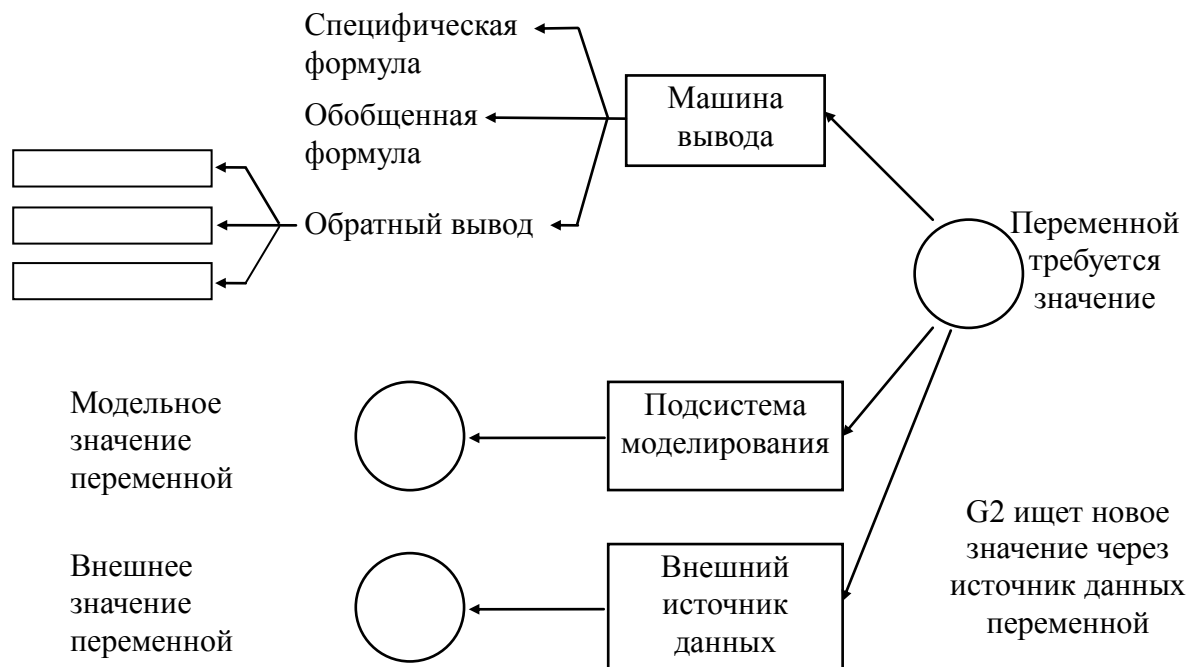 Специфическая
формула
Обобщенная
формула
Обратный вывод
Машина
вывода
Переменной
требуется
значение
Модельное
значение
переменной
Подсистема
моделирования
Внешнее
значение
переменной
Внешний
источник
данных
G2 ищет новое
значение через
источник данных
переменной